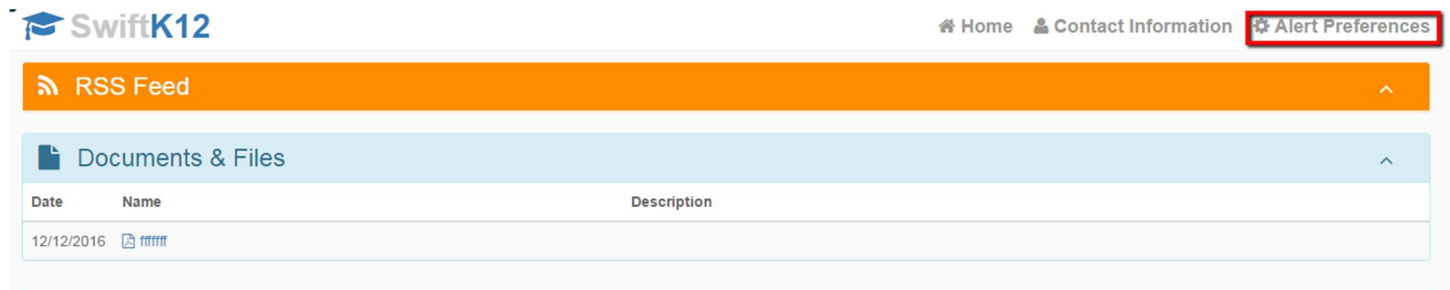 SwiftK12
Home Contact Information Alert Preferences
RSS Feed
Documents & Files
Date Name Description
12/12/2016 fffffff